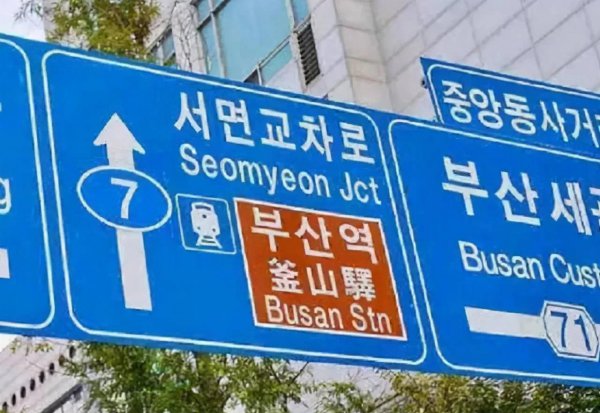 서면교차로
Seomyeon Jct
7
부산역
釜山驛
Busan Stn
중앙동사거
부산세
Busan Cust
71